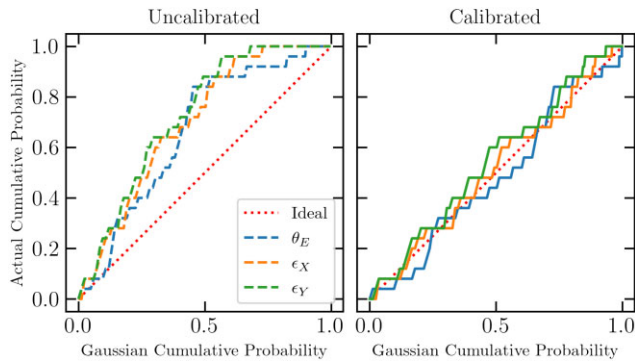 Uncalibrated
Calibrated
Actual Cumulative Probability
1.0
0.8
0.6
0.4
0.2
0.0
Ideal
θ_E
ϵ_X
ϵ_Y
0.0 0.5 1.0
0.0 0.5 1.0
Gaussian Cumulative Probability
Gaussian Cumulative Probability